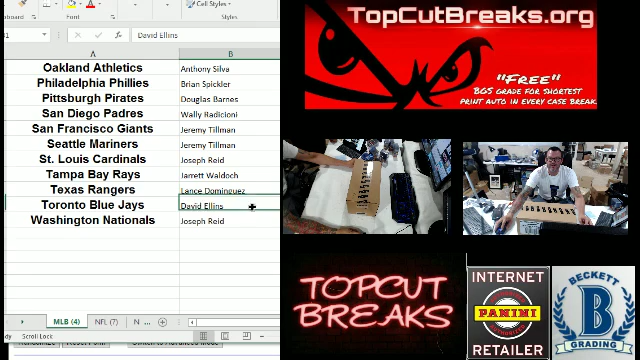 Cell Styles
David Ellins
A
B
Oakland Athletics Anthony Silva
Philadelphia Phillies Brian Spickler
Pittsburgh Pirates Douglas Barnes
San Diego Padres Wally Radicioni
San Francisco Giants Jeremy Tillman
Seattle Mariners Jeremy Tillman
St. Louis Cardinals Joseph Reid
Tampa Bay Rays Jarrett Waldoch
Texas Rangers Lance Dominguez
Toronto Blue Jays David Ellins
Washington Nationals Joseph Reid
MLB (4) NFL (7) N ...
Scroll Lock
TopCutBreaks.org
"FREE"
BGS GRADE FOR SHORTEST
PRINT AUTO IN EVERY CASE BREAK.
TOPCUT
BREAKS
INTERNET
PANINI
RETAILER
BECKETT
B
GRADING